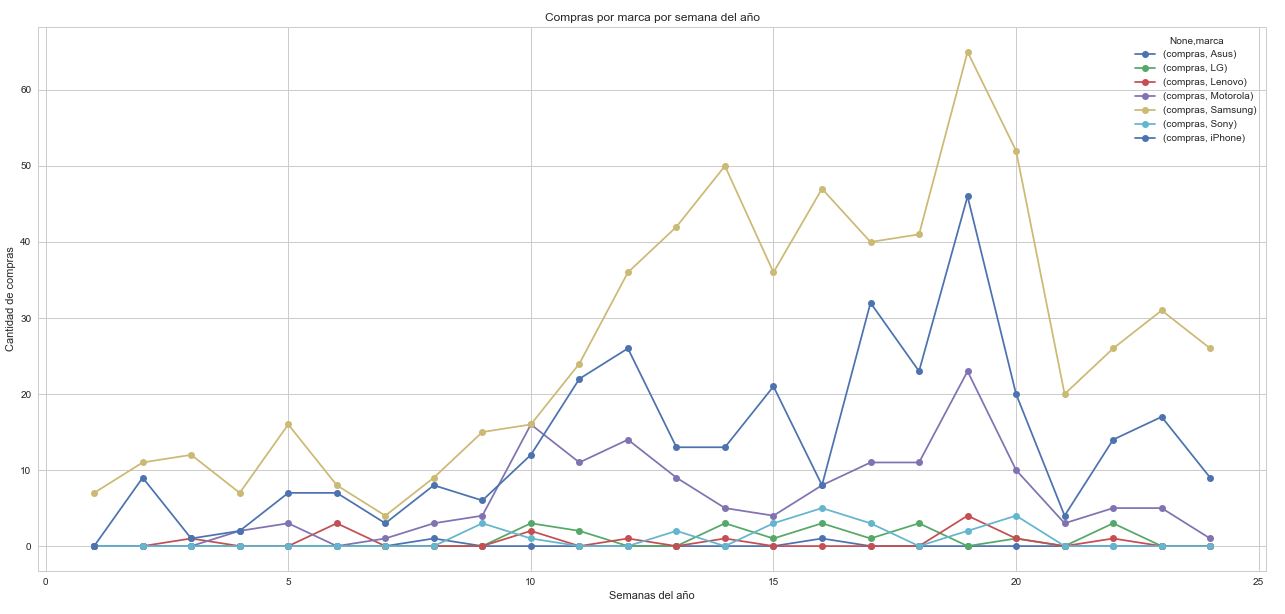 Compras por marca por semana del año
None,marca
(compras, Asus)
(compras, LG)
(compras, Lenovo)
(compras, Motorola)
(compras, Samsung)
(compras, Sony)
(compras, iPhone)
Cantidad de compras
60
50
40
30
20
10
0
0 5 10 15 20 25
Semanas del año